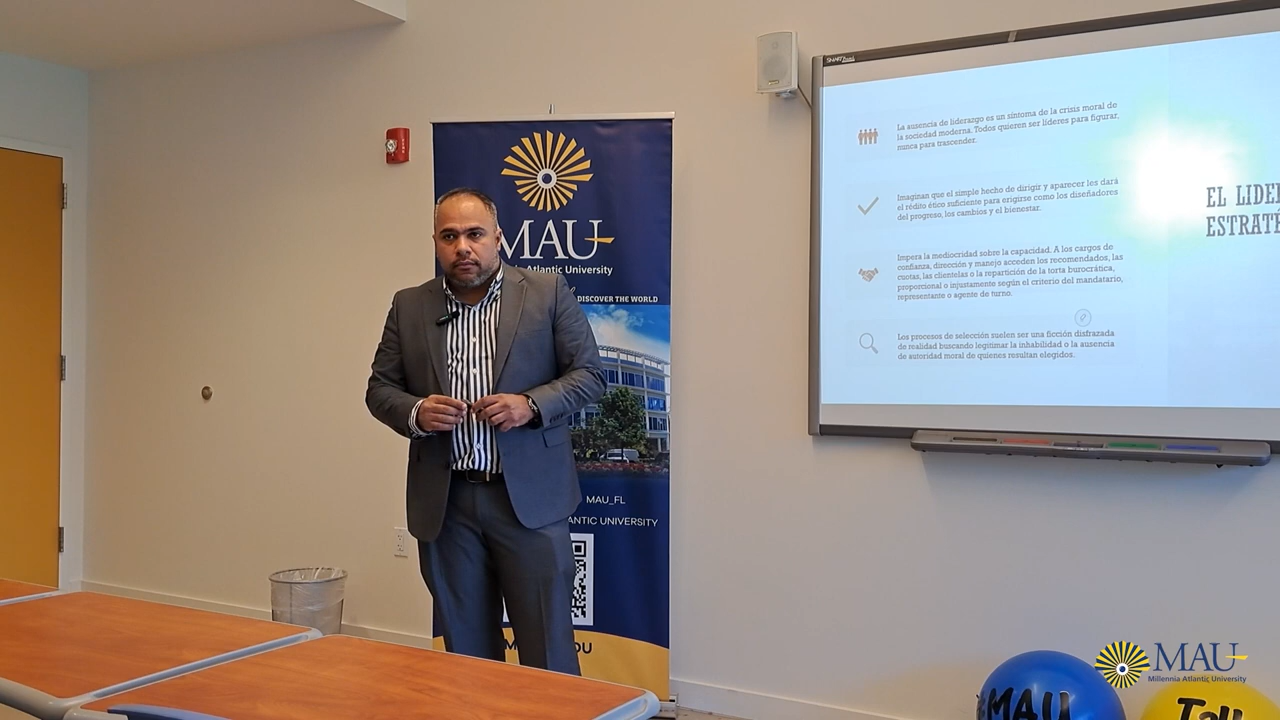 SMART Board
La ausencia de liderazgo es un síntoma de la crisis moral de
la sociedad moderna. Todos quieren ser líderes para figurar,
nunca para trascender.
Imaginan que el simple hecho de dirigir y aparecer les dará
el rédito ético suficiente para erigirse como los diseñadores
del progreso, los cambios y el bienestar.
Impera la mediocridad sobre la capacidad. A los cargos de
confianza, dirección y manejo acceden los recomendados, las
cuotas, las clientelas o la repartición de la torta burocrática,
proporcional o injustamente según el criterio del mandatario,
representante o agente de turno.
Los procesos de selección suelen ser una ficción disfrazada
de realidad buscando legitimar la inhabilidad o la ausencia
de autoridad moral de quienes resultan elegidos.
EL LIDE
ESTRATE
MAU
Atlantic University
DISCOVER THE WORLD
MAU_FL
ANTIC UNIVERSITY
M
DU
MAU
MAU
Millennia Atlantic University
Tall